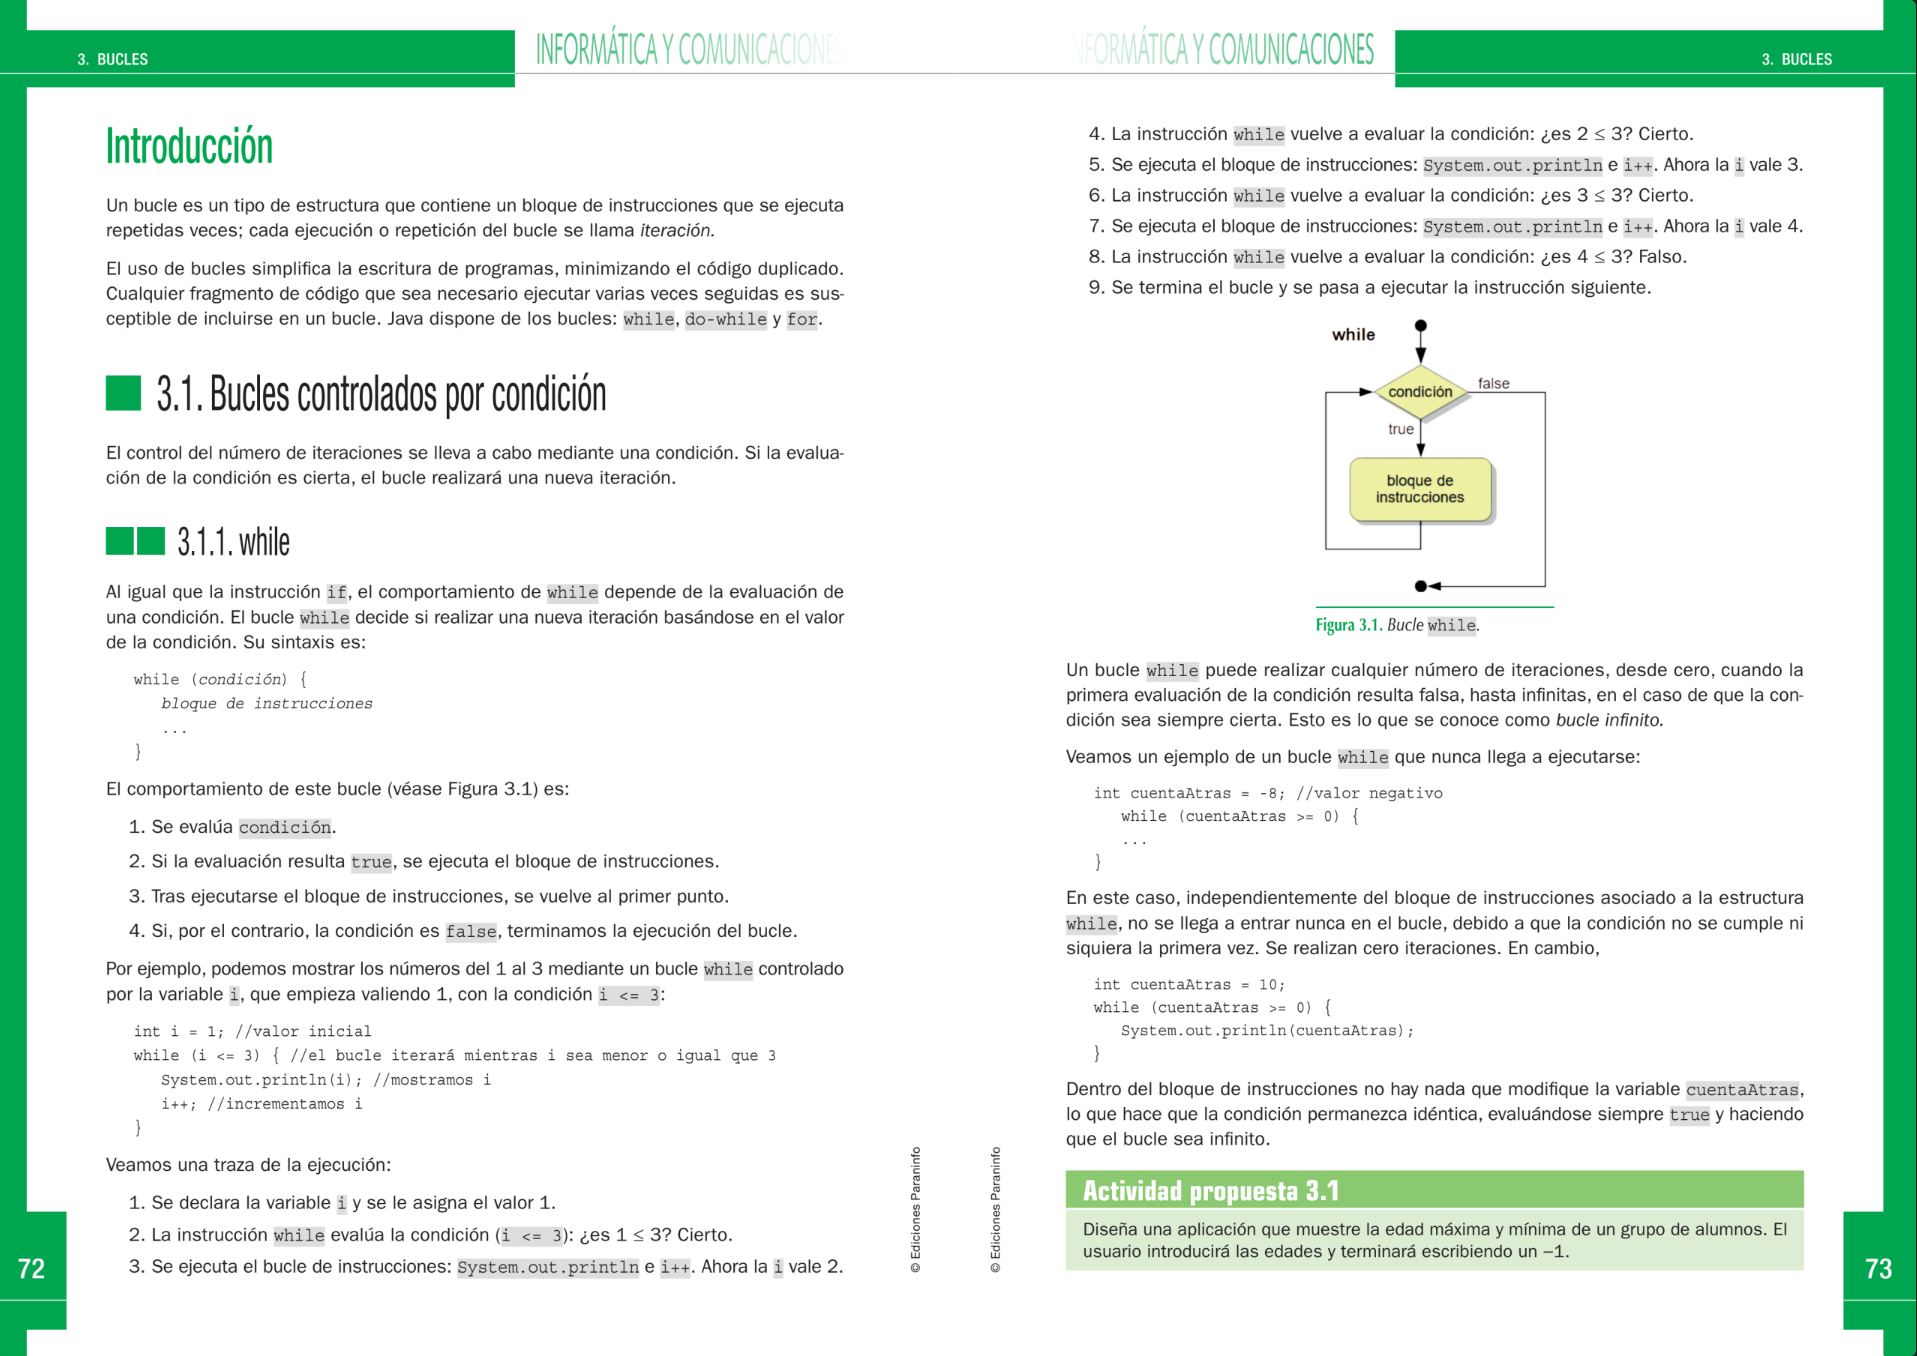 3. BUCLES
INFORMÁTICA Y COMUNICACIONES
Introducción
Un bucle es un tipo de estructura que contiene un bloque de instrucciones que se ejecuta
repetidas veces; cada ejecución o repetición del bucle se llama iteración.
El uso de bucles simplifica la escritura de programas, minimizando el código duplicado.
Cualquier fragmento de código que sea necesario ejecutar varias veces seguidas es sus-
ceptible de incluirse en un bucle. Java dispone de los bucles: while, do-while y for.
3.1. Bucles controlados por condición
El control del número de iteraciones se lleva a cabo mediante una condición. Si la evalua-
ción de la condición es cierta, el bucle realizará una nueva iteración.
3.1.1. while
Al igual que la instrucción if, el comportamiento de while depende de la evaluación de
una condición. El bucle while decide si realizar una nueva iteración basándose en el valor
de la condición. Su sintaxis es:
while (condición) {
bloque de instrucciones
...
}
El comportamiento de este bucle (véase Figura 3.1) es:
1. Se evalúa condición.
2. Si la evaluación resulta true, se ejecuta el bloque de instrucciones.
3. Tras ejecutarse el bloque de instrucciones, se vuelve al primer punto.
4. Si, por el contrario, la condición es false, terminamos la ejecución del bucle.
Por ejemplo, podemos mostrar los números del 1 al 3 mediante un bucle while controlado
por la variable i, que empieza valiendo 1, con la condición i <= 3:
int i = 1; //valor inicial
while (i <= 3) { //el bucle iterará mientras i sea menor o igual que 3
System.out.println(i); //mostramos i
i++; //incrementamos i
}
Veamos una traza de la ejecución:
1. Se declara la variable i y se le asigna el valor 1.
2. La instrucción while evalúa la condición (i <= 3): ¿es 1 ≤ 3? Cierto.
3. Se ejecuta el bucle de instrucciones: System.out.println e i++. Ahora la i vale 2.
72
© Ediciones Paraninfo
INFORMÁTICA Y COMUNICACIONES
3. BUCLES
4. La instrucción while vuelve a evaluar la condición: ¿es 2 ≤ 3? Cierto.
5. Se ejecuta el bloque de instrucciones: System.out.println e i++. Ahora la i vale 3.
6. La instrucción while vuelve a evaluar la condición: ¿es 3 ≤ 3? Cierto.
7. Se ejecuta el bloque de instrucciones: System.out.println e i++. Ahora la i vale 4.
8. La instrucción while vuelve a evaluar la condición: ¿es 4 ≤ 3? Falso.
9. Se termina el bucle y se pasa a ejecutar la instrucción siguiente.
while
condición
false
true
bloque de
instrucciones
Figura 3.1. Bucle while.
Un bucle while puede realizar cualquier número de iteraciones, desde cero, cuando la
primera evaluación de la condición resulta falsa, hasta infinitas, en el caso de que la con-
dición sea siempre cierta. Esto es lo que se conoce como bucle infinito.
Veamos un ejemplo de un bucle while que nunca llega a ejecutarse:
int cuentaAtras = -8; //valor negativo
while (cuentaAtras >= 0) {
...
}
En este caso, independientemente del bloque de instrucciones asociado a la estructura
while, no se llega a entrar nunca en el bucle, debido a que la condición no se cumple ni
siquiera la primera vez. Se realizan cero iteraciones. En cambio,
int cuentaAtras = 10;
while (cuentaAtras >= 0) {
System.out.println(cuentaAtras);
}
Dentro del bloque de instrucciones no hay nada que modifique la variable cuentaAtras,
lo que hace que la condición permanezca idéntica, evaluándose siempre true y haciendo
que el bucle sea infinito.
Actividad propuesta 3.1
Diseña una aplicación que muestre la edad máxima y mínima de un grupo de alumnos. El
usuario introducirá las edades y terminará escribiendo un −1.
© Ediciones Paraninfo
73